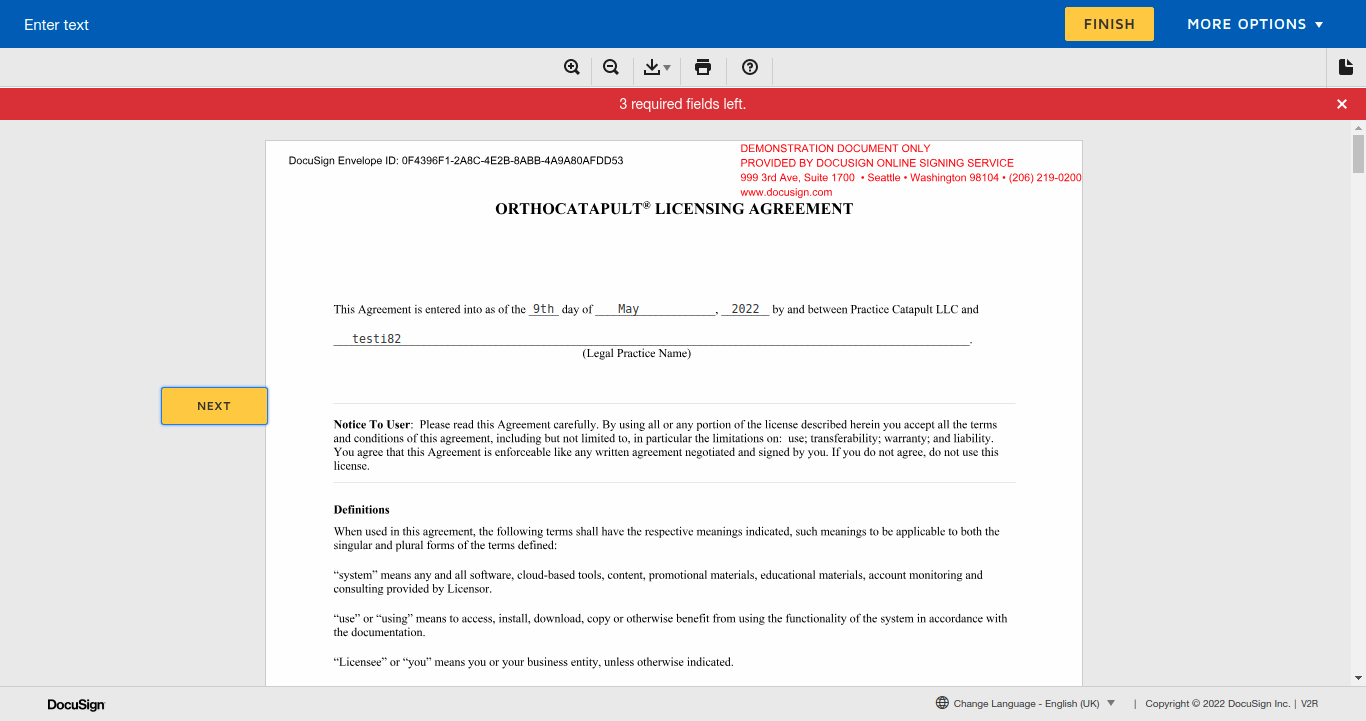 Enter text
FINISH
MORE OPTIONS
3 required fields left.
DocuSign Envelope ID: 0F4396F1-2A8C-4E2B-8ABB-4A9A80AFDD53
DEMONSTRATION DOCUMENT ONLY
PROVIDED BY DOCUSIGN ONLINE SIGNING SERVICE
999 3rd Ave, Suite 1700 • Seattle • Washington 98104 • (206) 219-0200
www.docusign.com
ORTHOCATAPULT® LICENSING AGREEMENT
This Agreement is entered into as of the 9th day of May, 2022 by and between Practice Catapult LLC and
testi82.
(Legal Practice Name)
NEXT
Notice To User: Please read this Agreement carefully. By using all or any portion of the license described herein you accept all the terms
and conditions of this agreement, including but not limited to, in particular the limitations on: use; transferability; warranty; and liability.
You agree that this Agreement is enforceable like any written agreement negotiated and signed by you. If you do not agree, do not use this
license.
Definitions
When used in this agreement, the following terms shall have the respective meanings indicated, such meanings to be applicable to both the
singular and plural forms of the terms defined:
“system” means any and all software, cloud-based tools, content, promotional materials, educational materials, account monitoring and
consulting provided by Licensor.
“use” or “using” means to access, install, download, copy or otherwise benefit from using the functionality of the system in accordance with
the documentation.
“Licensee” or “you” means you or your business entity, unless otherwise indicated.
DocuSign
Change Language - English (UK) | Copyright © 2022 DocuSign Inc. | V2R